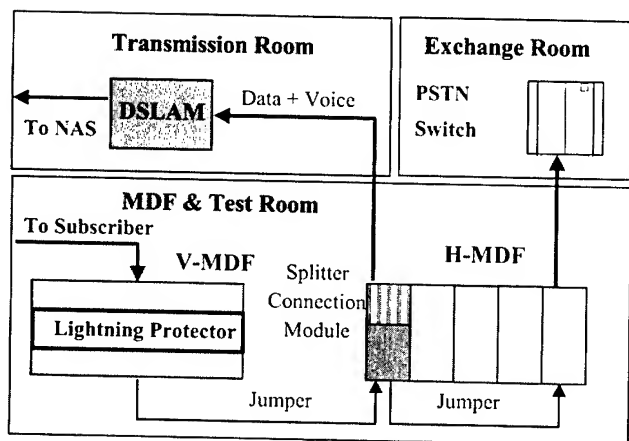 Transmission Room
DSLAM
Data + Voice
To NAS
Exchange Room
PSTN
Switch
MDF & Test Room
To Subscriber
V-MDF
Lightning Protector
Splitter
Connection
Module
H-MDF
Jumper
Jumper